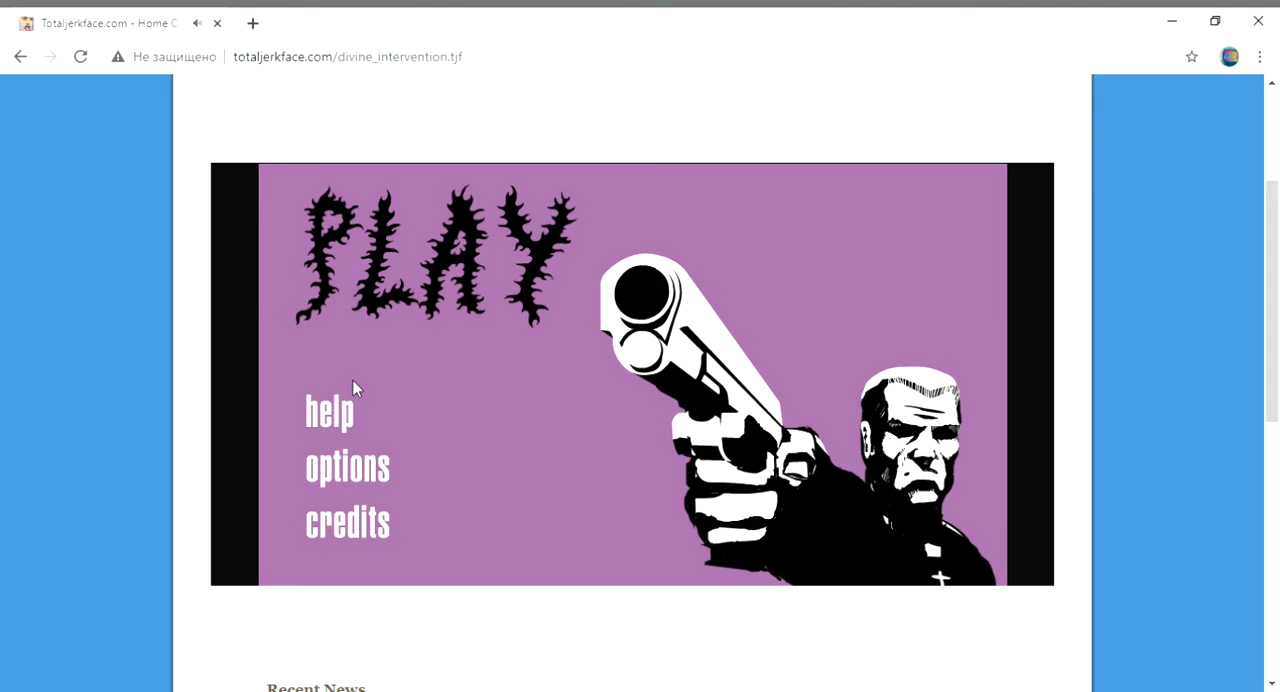 Totaljerkface.com - Home C
Не защищено
totaljerkface.com/divine_intervention.tjf
PLAY
help
options
credits
Recent News